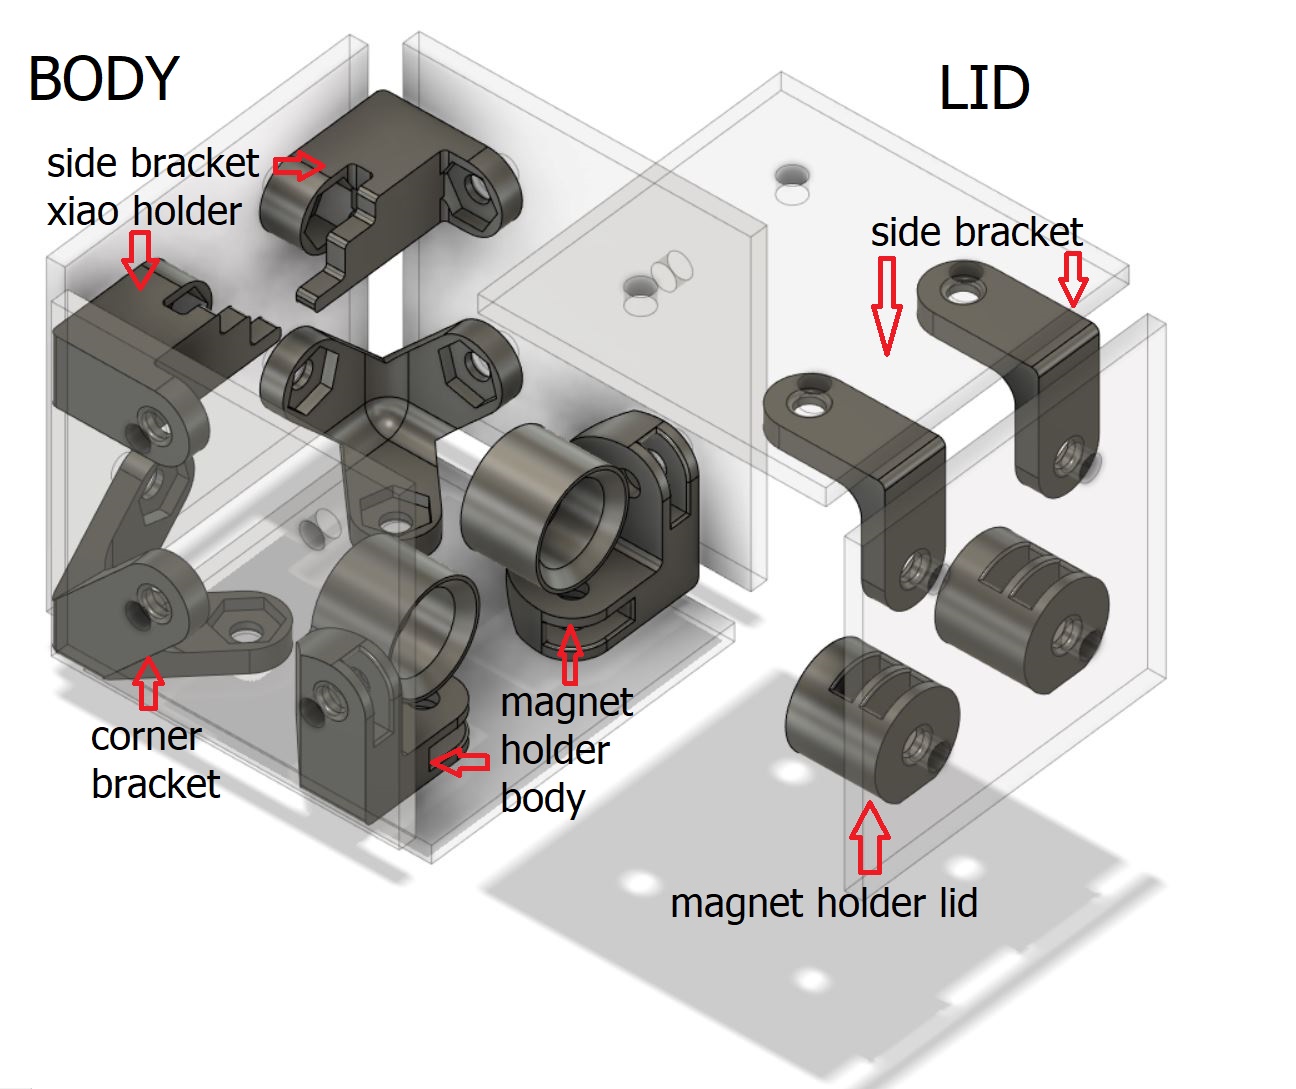 BODY
LID
side bracket
xiao holder
side bracket
corner
bracket
magnet
holder
body
magnet holder lid